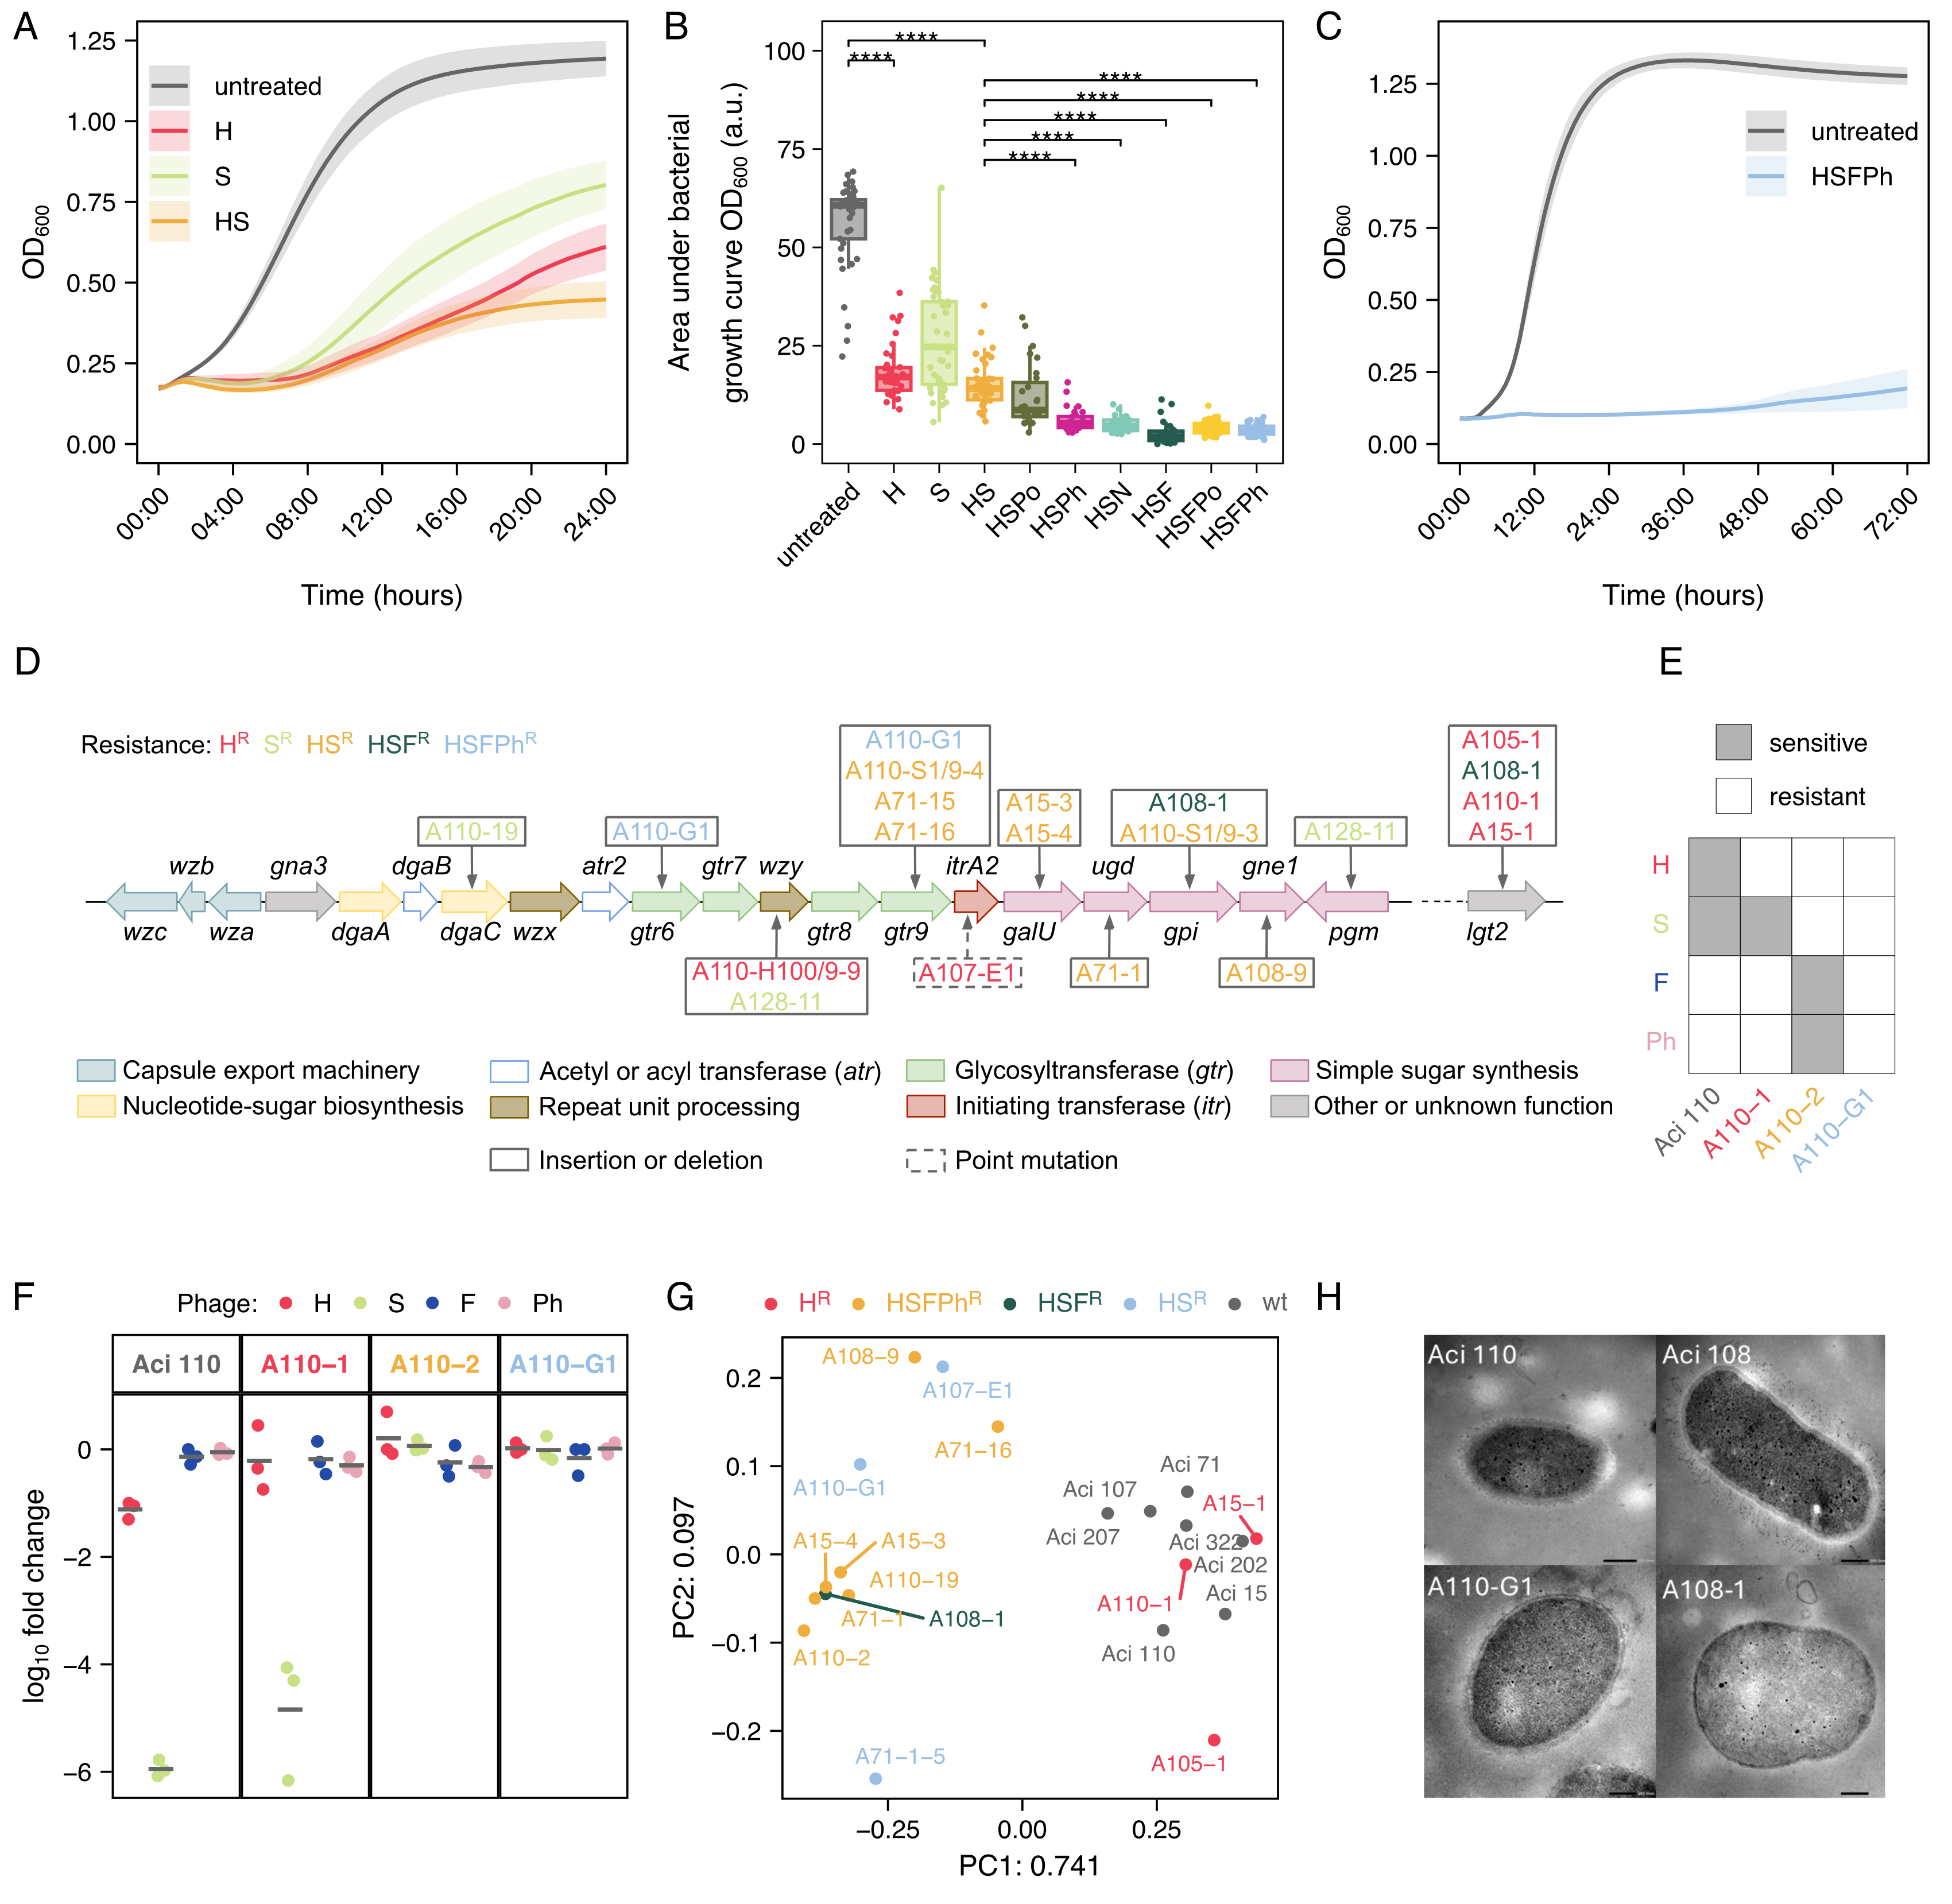 A
1.25
1.00
0.75
0.50
0.25
0.00
OD600
untreated
H
S
HS
00:00
04:00
08:00
12:00
16:00
20:00
24:00
Time (hours)
B
100
75
50
25
0
Area under bacterial
growth curve OD600 (a.u.)
****
****
****
****
****
****
****
untreated
H
S
HS
HSPo
HSPh
HSN
HSF
HSFPo
HSFPh
C
1.25
1.00
0.75
0.50
0.25
0.00
OD600
untreated
HSFPh
00:00
12:00
24:00
36:00
48:00
60:00
72:00
Time (hours)
D
Resistance: H^R S^R HS^R HSF^R HSFPh^R
A110-19
A110-G1
A110-G1
A110-S1/9-4
A71-15
A71-16
A15-3
A15-4
A108-1
A110-S1/9-3
A128-11
A105-1
A108-1
A110-1
A15-1
wzb gna3 dgaB atr2 gtr7 wzy itrA2 ugd gne1
wzc wza dgaA dgaC wzx gtr6 gtr8 gtr9 galU gpi pgm lgt2
A110-H100/9-9
A128-11
A107-E1
A71-1
A108-9
Capsule export machinery
Nucleotide-sugar biosynthesis
Acetyl or acyl transferase (atr)
Repeat unit processing
Insertion or deletion
Glycosyltransferase (gtr)
Initiating transferase (itr)
Point mutation
Simple sugar synthesis
Other or unknown function
E
sensitive
resistant
H
S
F
Ph
Aci 110
A110−1
A110−2
A110−G1
F
Phage: H S F Ph
Aci 110 A110−1 A110−2 A110−G1
0
−2
−4
−6
log10 fold change
G
H^R HSFPh^R HSF^R HS^R wt
0.2
0.1
0.0
−0.1
−0.2
PC2: 0.097
A108−9
A107−E1
A71−16
A110−G1
Aci 71
Aci 107
A15−1
Aci 207
Aci 322
A15−4
A15−3
Aci 202
A110−19
Aci 15
A110−1
A71−1
A108−1
A110−2
Aci 110
A71−1−5
A105−1
−0.25
0.00
0.25
PC1: 0.741
H
Aci 110
Aci 108
A110-G1
A108-1